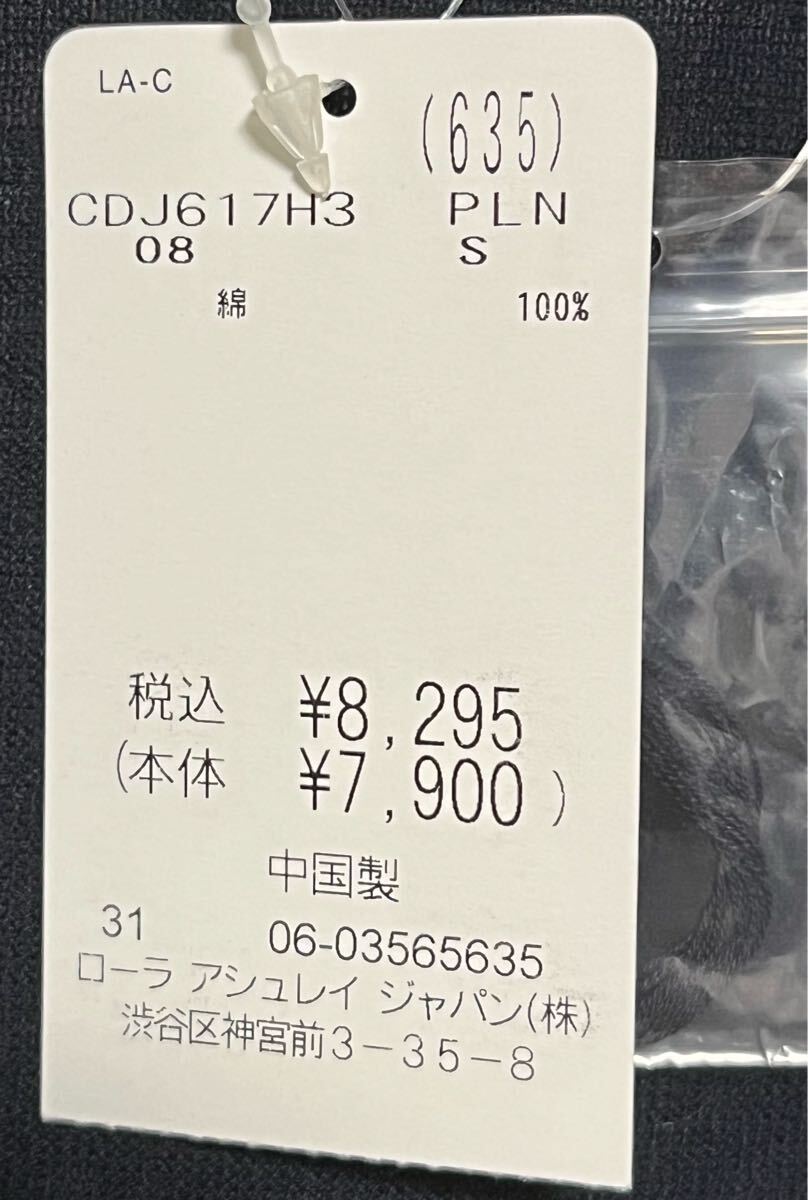 LA-C
(635)
CDJ617H3 PLN
08 S
綿 100%
税込 ¥8,295
(本体 ¥7,900)
中国製
31 06-03565635
ローラ アシュレイ ジャパン(株)
渋谷区神宮前3-35-8